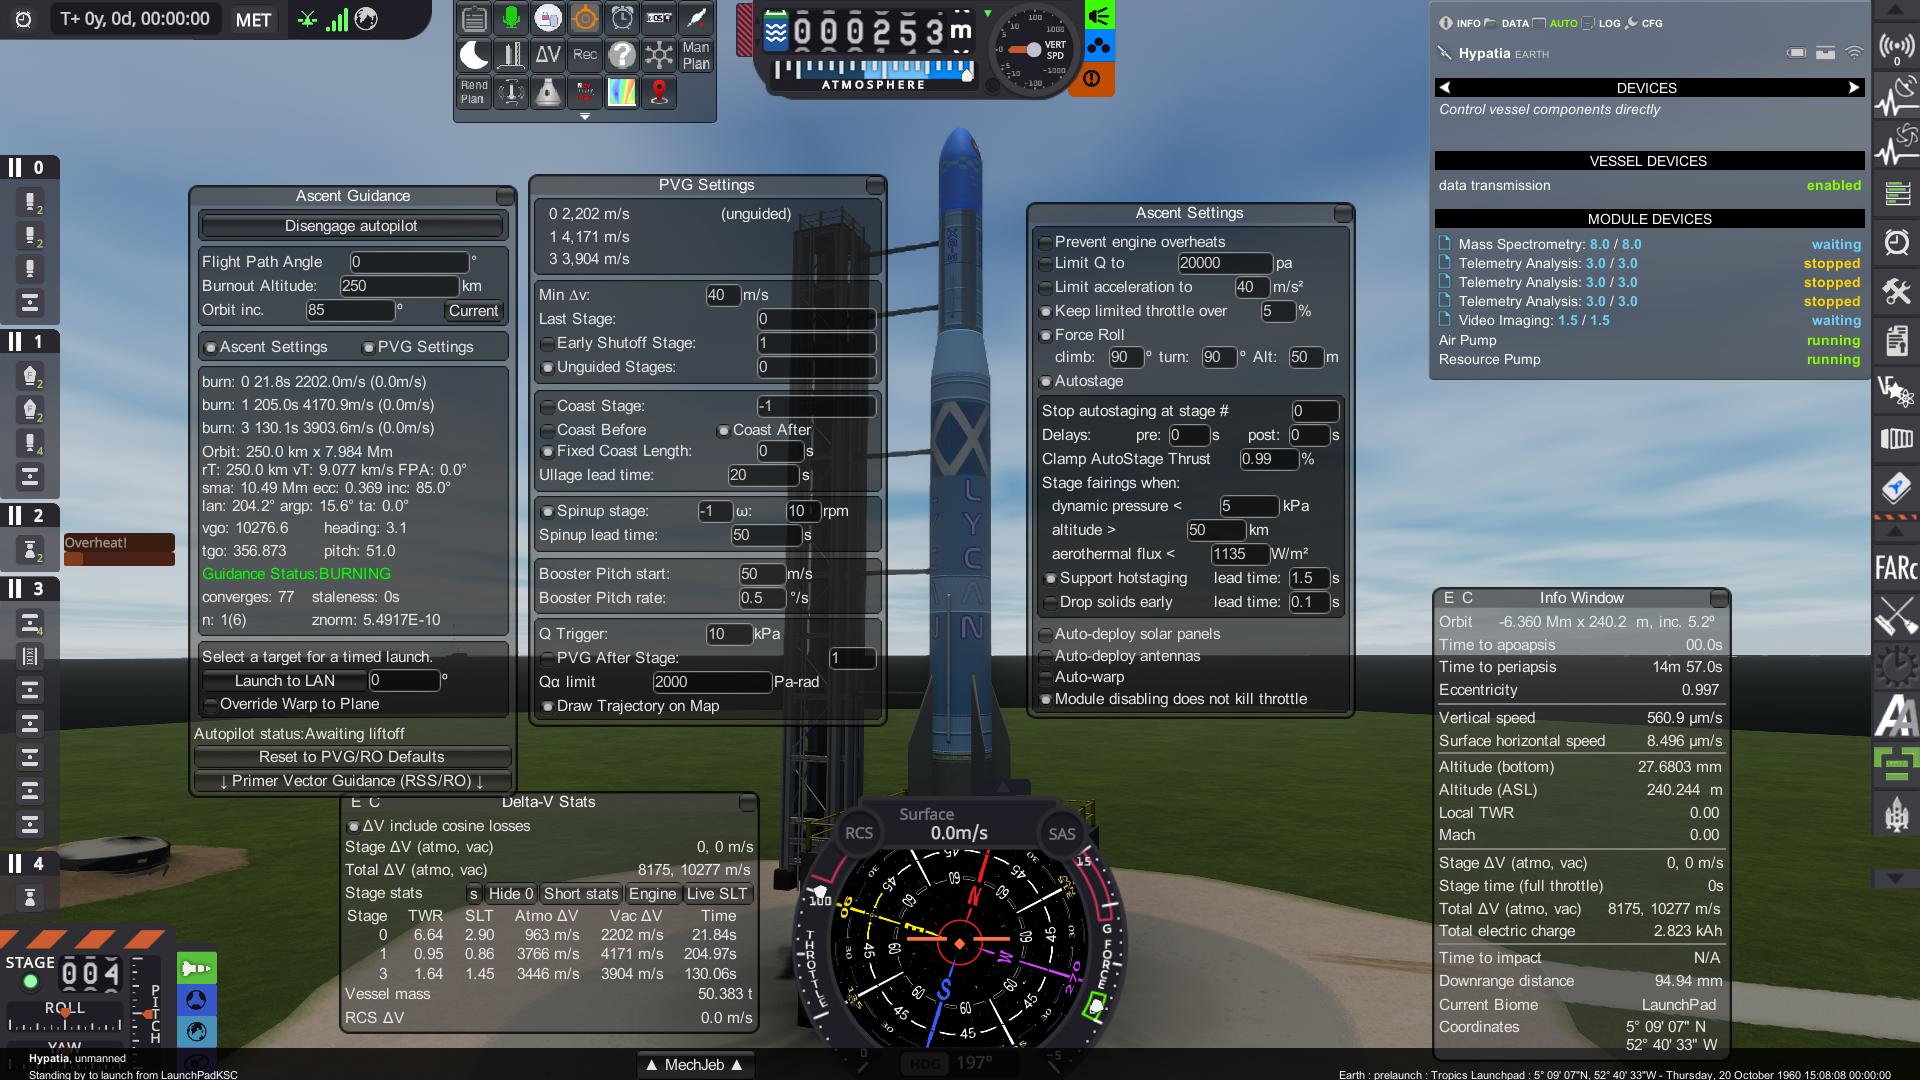 T+ 0y, 0d, 00:00:00 MET
ΔV Rec ? Man Plan
Rend Plan
000253 m
ATMOSPHERE
VERT SPD
INFO DATA AUTO LOG CFG
Hypatia EARTH
DEVICES
Control vessel components directly
VESSEL DEVICES
data transmission enabled
MODULE DEVICES
Mass Spectrometry: 8.0 / 8.0 waiting
Telemetry Analysis: 3.0 / 3.0 stopped
Telemetry Analysis: 3.0 / 3.0 stopped
Telemetry Analysis: 3.0 / 3.0 stopped
Video Imaging: 1.5 / 1.5 waiting
Air Pump running
Resource Pump running
0
1
2
3
4
Overheat!
Ascent Guidance
Disengage autopilot
Flight Path Angle 0 °
Burnout Altitude: 250 km
Orbit inc. 85 ° Current
Ascent Settings PVG Settings
burn: 0 21.8s 2202.0m/s (0.0m/s)
burn: 1 205.0s 4170.9m/s (0.0m/s)
burn: 3 130.1s 3903.6m/s (0.0m/s)
Orbit: 250.0 km x 7.984 Mm
rT: 250.0 km vT: 9.077 km/s FPA: 0.0°
sma: 10.49 Mm ecc: 0.369 inc: 85.0°
lan: 204.2° argp: 15.6° ta: 0.0°
vgo: 10276.6 heading: 3.1
tgo: 356.873 pitch: 51.0
Guidance Status:BURNING
converges: 77 staleness: 0s
n: 1(6) znorm: 5.4917E-10
Select a target for a timed launch.
Launch to LAN 0 °
Override Warp to Plane
Autopilot status:Awaiting liftoff
Reset to PVG/RO Defaults
↓ Primer Vector Guidance (RSS/RO) ↓
PVG Settings
0 2,202 m/s (unguided)
1 4,171 m/s
3 3,904 m/s
Min Δv: 40 m/s
Last Stage: 0
Early Shutoff Stage: 1
Unguided Stages: 0
Coast Stage: -1
Coast Before Coast After
Fixed Coast Length: 0 s
Ullage lead time: 20 s
Spinup stage: -1 ω: 10 rpm
Spinup lead time: 50 s
Booster Pitch start: 50 m/s
Booster Pitch rate: 0.5 °/s
Q Trigger: 10 kPa
PVG After Stage: 1
Qα limit 2000 Pa-rad
Draw Trajectory on Map
LYCAN
Ascent Settings
Prevent engine overheats
Limit Q to 20000 pa
Limit acceleration to 40 m/s²
Keep limited throttle over 5 %
Force Roll
climb: 90 ° turn: 90 ° Alt: 50 m
Autostage
Stop autostaging at stage # 0
Delays: pre: 0 s post: 0 s
Clamp AutoStage Thrust 0.99 %
Stage fairings when:
dynamic pressure < 5 kPa
altitude > 50 km
aerothermal flux < 1135 W/m²
Support hotstaging lead time: 1.5 s
Drop solids early lead time: 0.1 s
Auto-deploy solar panels
Auto-deploy antennas
Auto-warp
Module disabling does not kill throttle
E C Delta-V Stats
ΔV include cosine losses
Stage ΔV (atmo, vac) 0, 0 m/s
Total ΔV (atmo, vac) 8175, 10277 m/s
Stage stats s Hide 0 Short stats Engine Live SLT
Stage TWR SLT Atmo ΔV Vac ΔV Time
0 6.64 2.90 963 m/s 2202 m/s 21.84s
1 0.95 0.86 3766 m/s 4171 m/s 204.97s
3 1.64 1.45 3446 m/s 3904 m/s 130.06s
Vessel mass 50.383 t
RCS ΔV 0.0 m/s
Surface
RCS 0.0m/s SAS
THROTTLE
G FORCE
HDG 197°
E C Info Window
Orbit -6.360 Mm x 240.2 m, inc. 5.2°
Time to apoapsis 00.0s
Time to periapsis 14m 57.0s
Eccentricity 0.997
Vertical speed 560.9 μm/s
Surface horizontal speed 8.496 μm/s
Altitude (bottom) 27.6803 mm
Altitude (ASL) 240.244 m
Local TWR 0.00
Mach 0.00
Stage ΔV (atmo, vac) 0, 0 m/s
Stage time (full throttle) 0s
Total ΔV (atmo, vac) 8175, 10277 m/s
Total electric charge 2.823 kAh
Time to impact N/A
Downrange distance 94.94 mm
Current Biome LaunchPad
Coordinates 5° 09' 07" N
52° 40' 33" W
0
FARc
STAGE 004
ROLL
PITCH
YAW
Hypatia, unmanned
Standing by to launch from LaunchPadKSC
▲ MechJeb ▲
Earth : prelaunch : Tropics Launchpad : 5° 09' 07"N, 52° 40' 33"W - Thursday, 20 October 1960 15:08:08 00:00:00